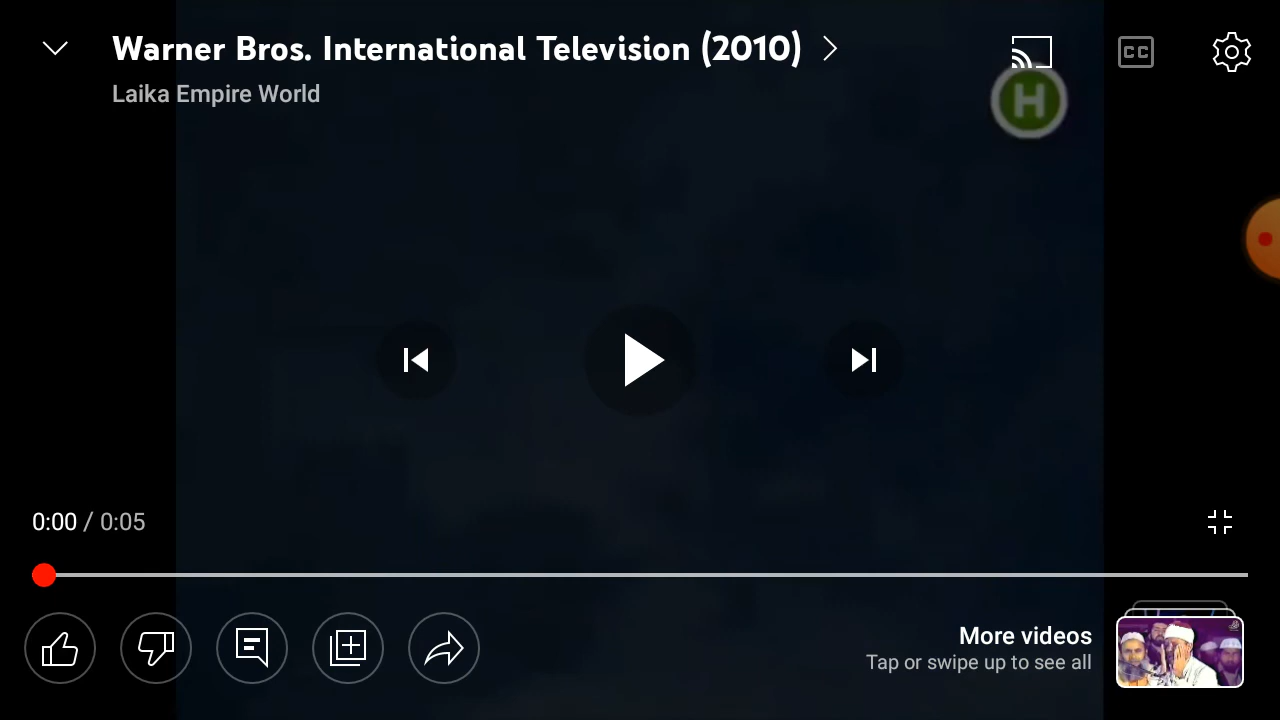 Warner Bros. International Television (2010)
Laika Empire World
CC
H
0:00 / 0:05
More videos
Tap or swipe up to see all